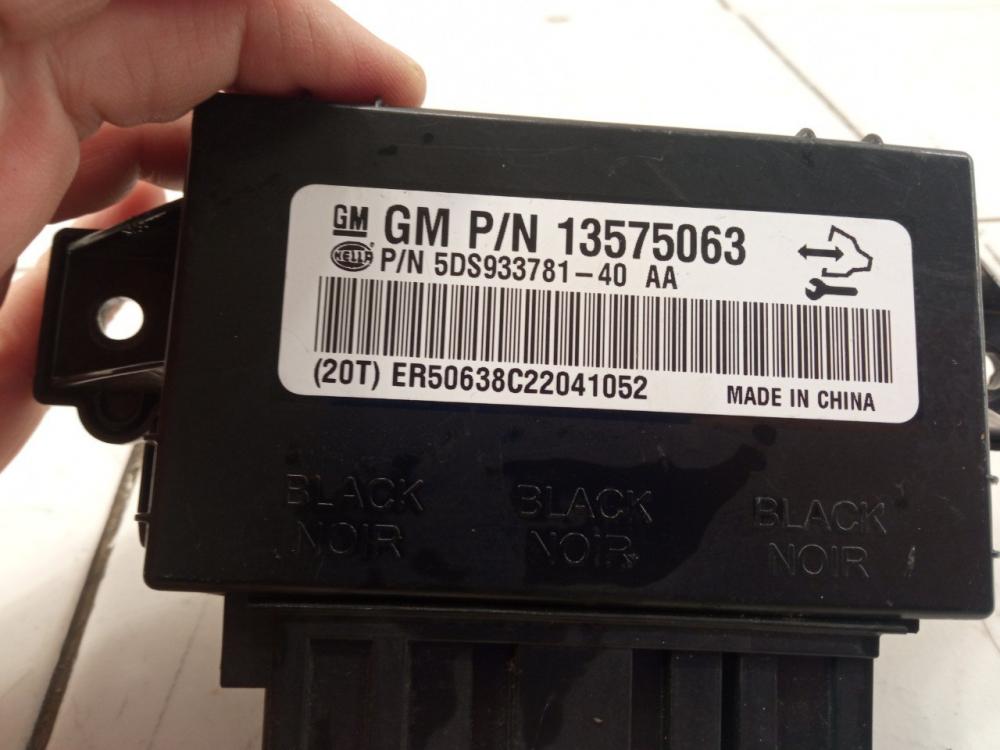 GM GM P/N 13575063
HELLA P/N 5DS933781-40 AA
(20T) ER50638C22041052 MADE IN CHINA
BLACK BLACK BLACK
NOIR NOIR NOIR